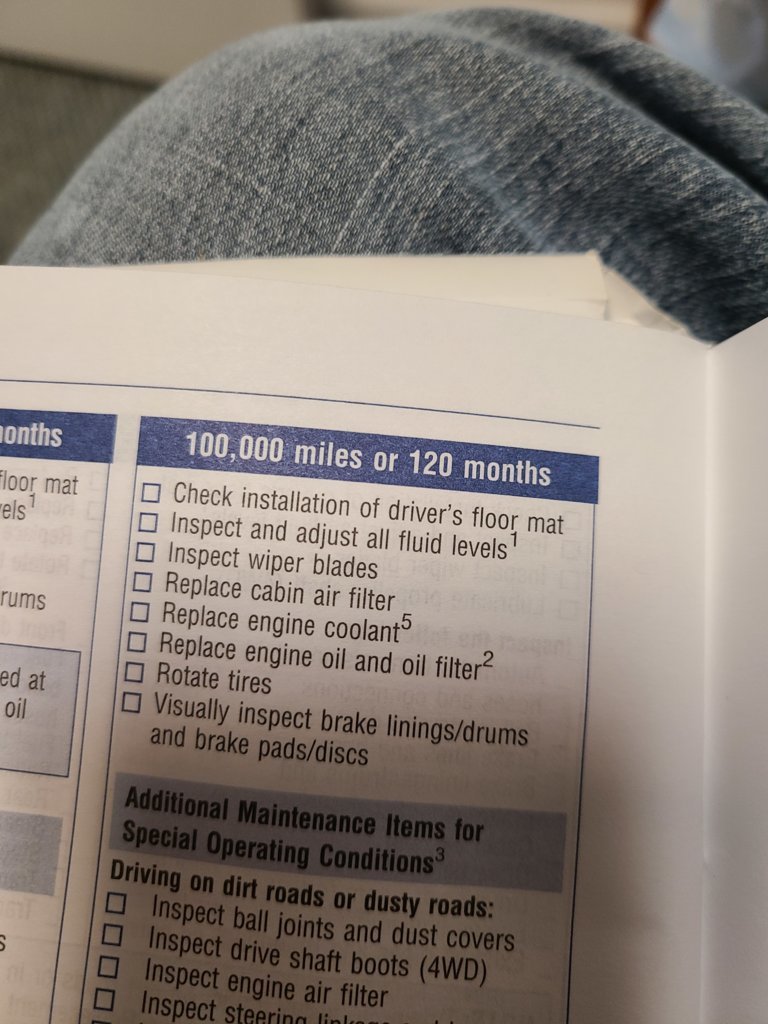 onths
floor mat
els1
rums
ed at
oil
s
100,000 miles or 120 months
☐ Check installation of driver's floor mat
☐ Inspect and adjust all fluid levels1
☐ Inspect wiper blades
☐ Replace cabin air filter
☐ Replace engine coolant5
☐ Replace engine oil and oil filter2
☐ Rotate tires
☐ Visually inspect brake linings/drums
and brake pads/discs
Additional Maintenance Items for
Special Operating Conditions3
Driving on dirt roads or dusty roads:
☐ Inspect ball joints and dust covers
☐ Inspect drive shaft boots (4WD)
☐ Inspect engine air filter
☐ Inspect steering